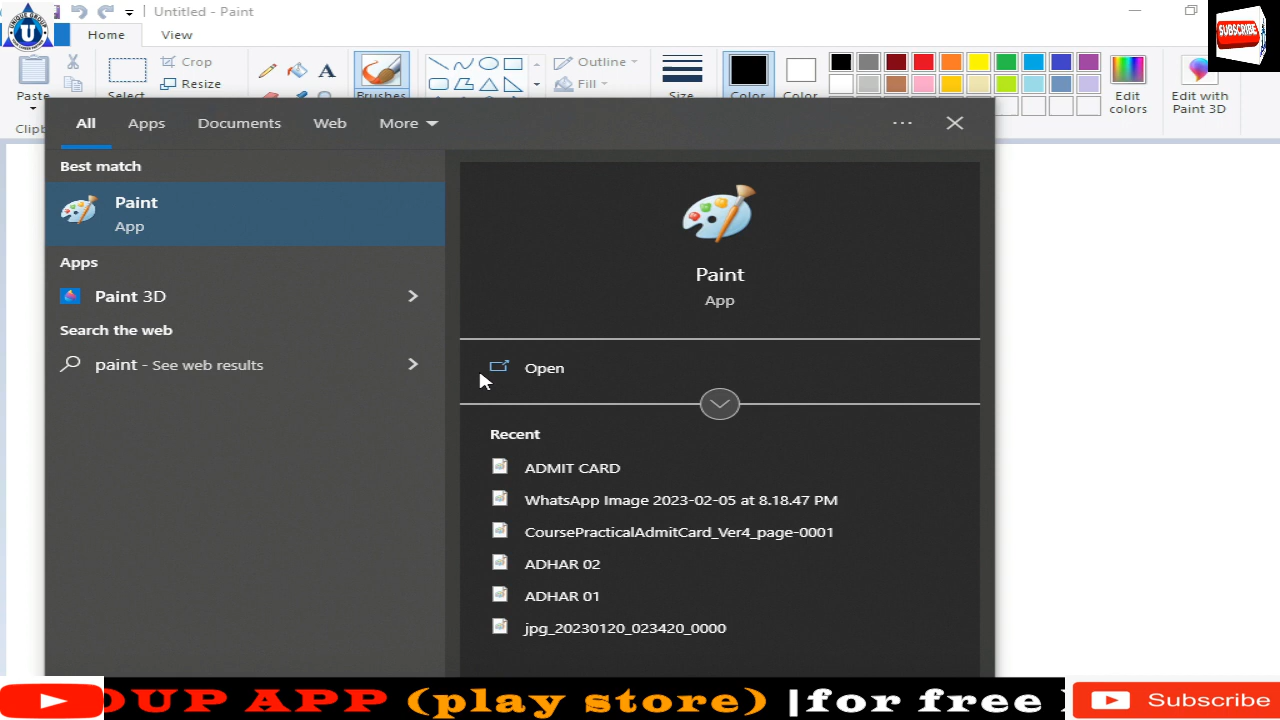 Untitled - Paint
Home View
Paste
Select
Crop
Resize
Brushes
Outline
Fill
Size
Color
Color
Edit colors
Edit with Paint 3D
SUBSCRIBE
UNIQUE GROUP
U
All Apps Documents Web More
Best match
Paint
App
Apps
Paint 3D
Search the web
paint - See web results
Paint
App
Open
Recent
ADMIT CARD
WhatsApp Image 2023-02-05 at 8.18.47 PM
CoursePracticalAdmitCard_Ver4_page-0001
ADHAR 02
ADHAR 01
jpg_20230120_023420_0000
OUP APP (play store) |for free
Subscribe